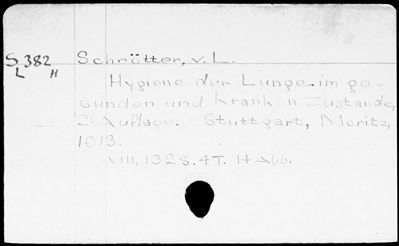 S 382 Schrötter, v. L.
L H
Hygiene der Lunge im ge-
sunden und kranken Zustande,
2 Auflage. Stuttgart, Moritz,
1913.
VIII, 132 S. 4 T. 14 Abb.